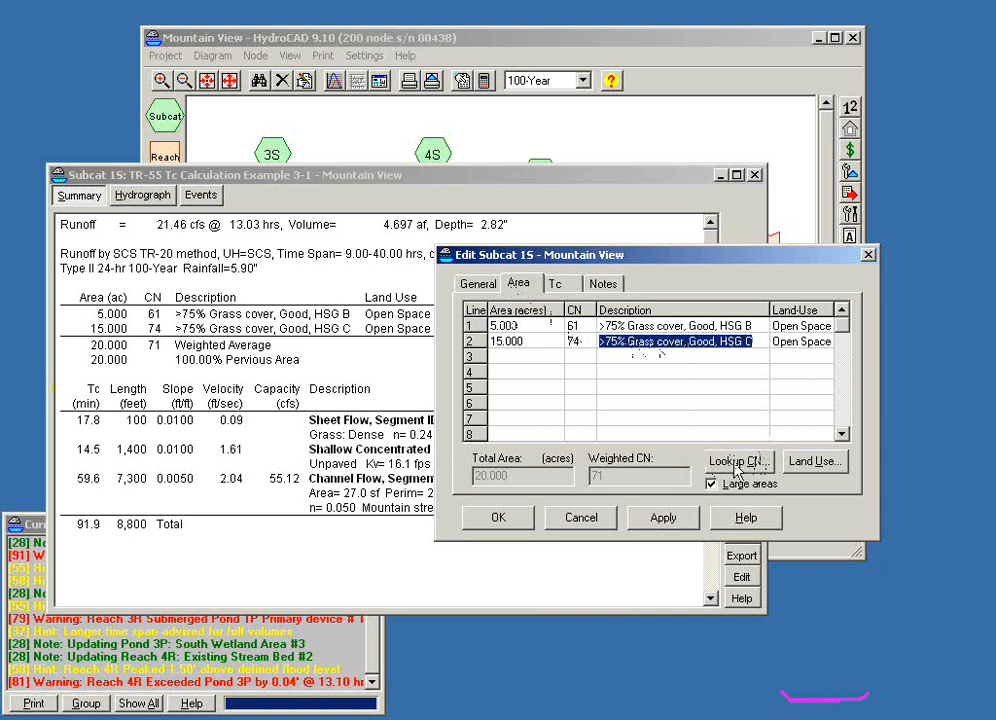 Mountain View - HydroCAD 9.10 (200 node s/n 00438)
Project Diagram Node View Print Settings Help
100-Year
Subcat
Reach
3S
4S
12
Subcat 1S: TR-55 Tc Calculation Example 3-1 - Mountain View
Summary Hydrograph Events
Runoff = 21.46 cfs @ 13.03 hrs, Volume= 4.697 af, Depth= 2.82"
Runoff by SCS TR-20 method, UH=SCS, Time Span= 9.00-40.00 hrs,
Type II 24-hr 100-Year Rainfall=5.90"
Area (ac) CN Description Land Use
5.000 61 >75% Grass cover, Good, HSG B Open Space
15.000 74 >75% Grass cover, Good, HSG C Open Space
20.000 71 Weighted Average
20.000 100.00% Pervious Area
Tc Length Slope Velocity Capacity Description
(min) (feet) (ft/ft) (ft/sec) (cfs)
17.8 100 0.0100 0.09 Sheet Flow, Segment
Grass: Dense n= 0.24
14.5 1,400 0.0100 1.61 Shallow Concentrated
Unpaved Kv= 16.1 fps
59.6 7,300 0.0050 2.04 55.12 Channel Flow, Segment
Area= 27.0 sf Perim=
n= 0.050 Mountain
91.9 8,800 Total
Export
Edit
Help
Edit Subcat 1S - Mountain View
General Area Tc Notes
Line Area (acres) CN Description Land-Use
1 5.000 61 >75% Grass cover, Good, HSG B Open Space
2 15.000 74 >75% Grass cover, Good, HSG C Open Space
3
4
5
6
7
8
Total Area: (acres) Weighted CN: Lookup CN... Land Use...
20.000 71
Large areas
OK Cancel Apply Help
[28]
[91]
[28]
[79] Warning: Reach 3R Submerged Pond 1P Primary device # 1
[37] Hint: Longer time span advised for full volumes
[28] Note: Updating Pond 3P: South Wetland Area #3
[28] Note: Updating Reach 4R: Existing Stream Bed #2
[58] Hint: Reach 4R Peaked 1.50' above defined flood level
[81] Warning: Reach 4R Exceeded Pond 3P by 0.04' @ 13.10
Print Group Show All Help